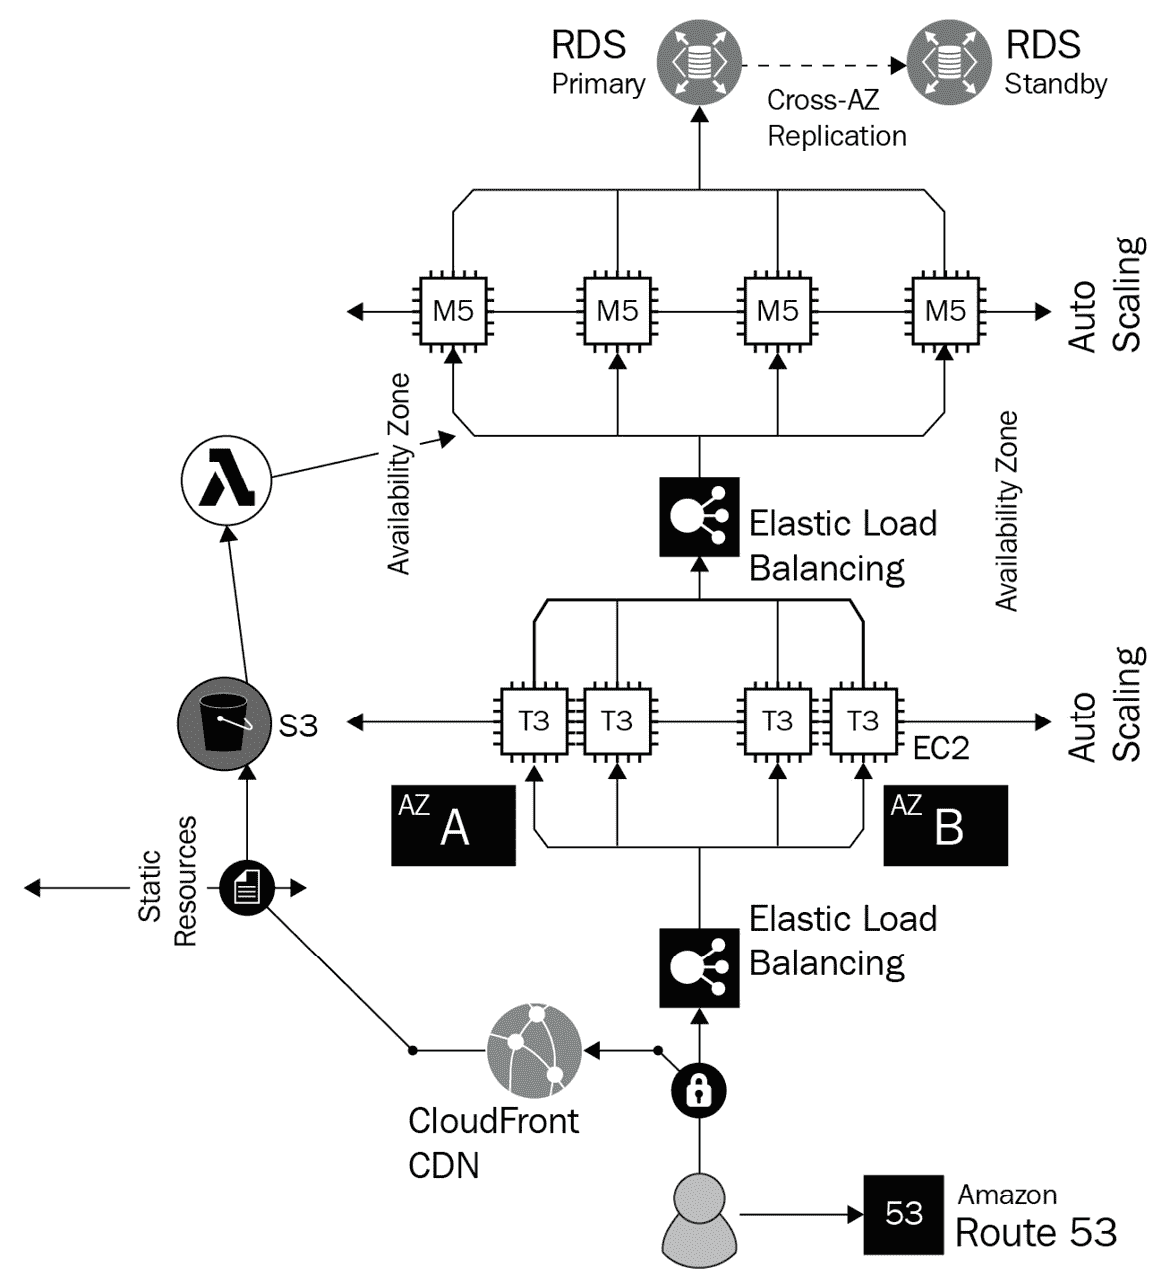 RDS
Primary
RDS
Standby
Cross-AZ
Replication
M5
M5
M5
M5
Auto
Scaling
Availability Zone
Availability Zone
Elastic Load
Balancing
S3
T3
T3
T3
T3
EC2
Auto
Scaling
AZ
A
AZ
B
Static
Resources
Elastic Load
Balancing
CloudFront
CDN
53
Amazon
Route 53